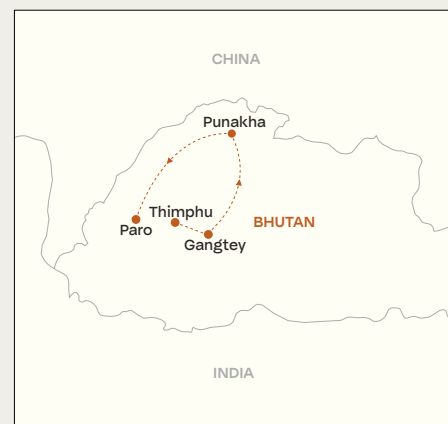 CHINA
Punakha
Thimphu
BHUTAN
Paro
Gangtey
INDIA